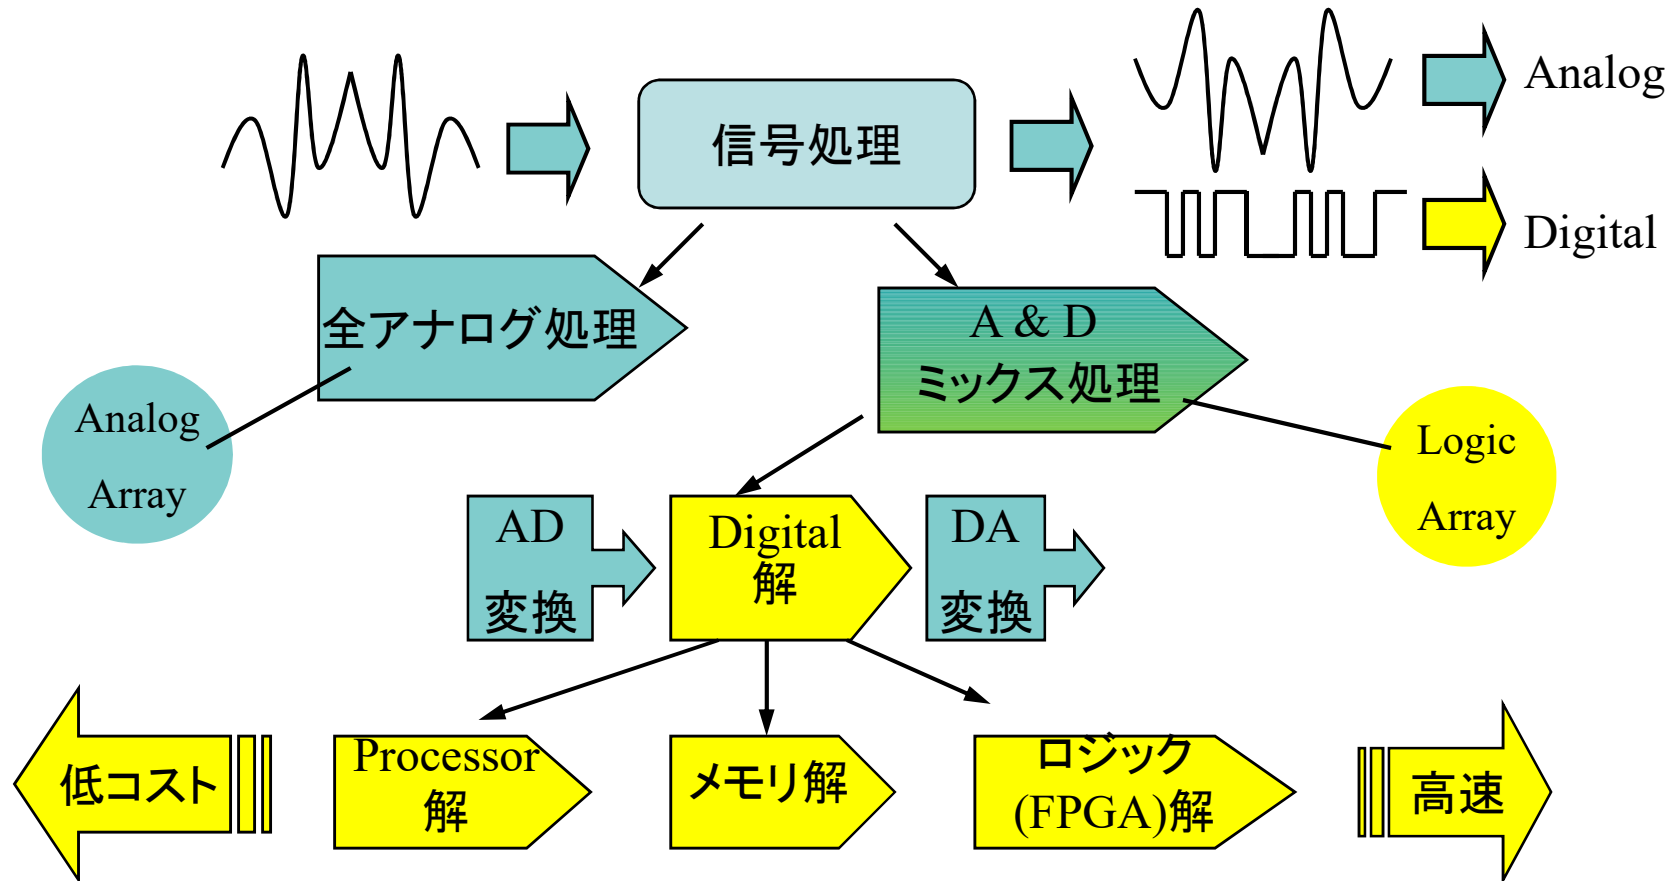 信号処理
Analog
Digital
全アナログ処理
A & D
ミックス処理
Analog
Array
Logic
Array
AD
変換
Digital
解
DA
変換
低コスト
Processor
解
メモリ解
ロジック
(FPGA)解
高速